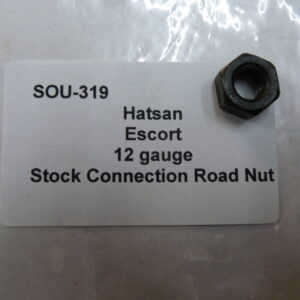 SOU-319
Hatsan
Escort
12 gauge
Stock Connection Road Nut